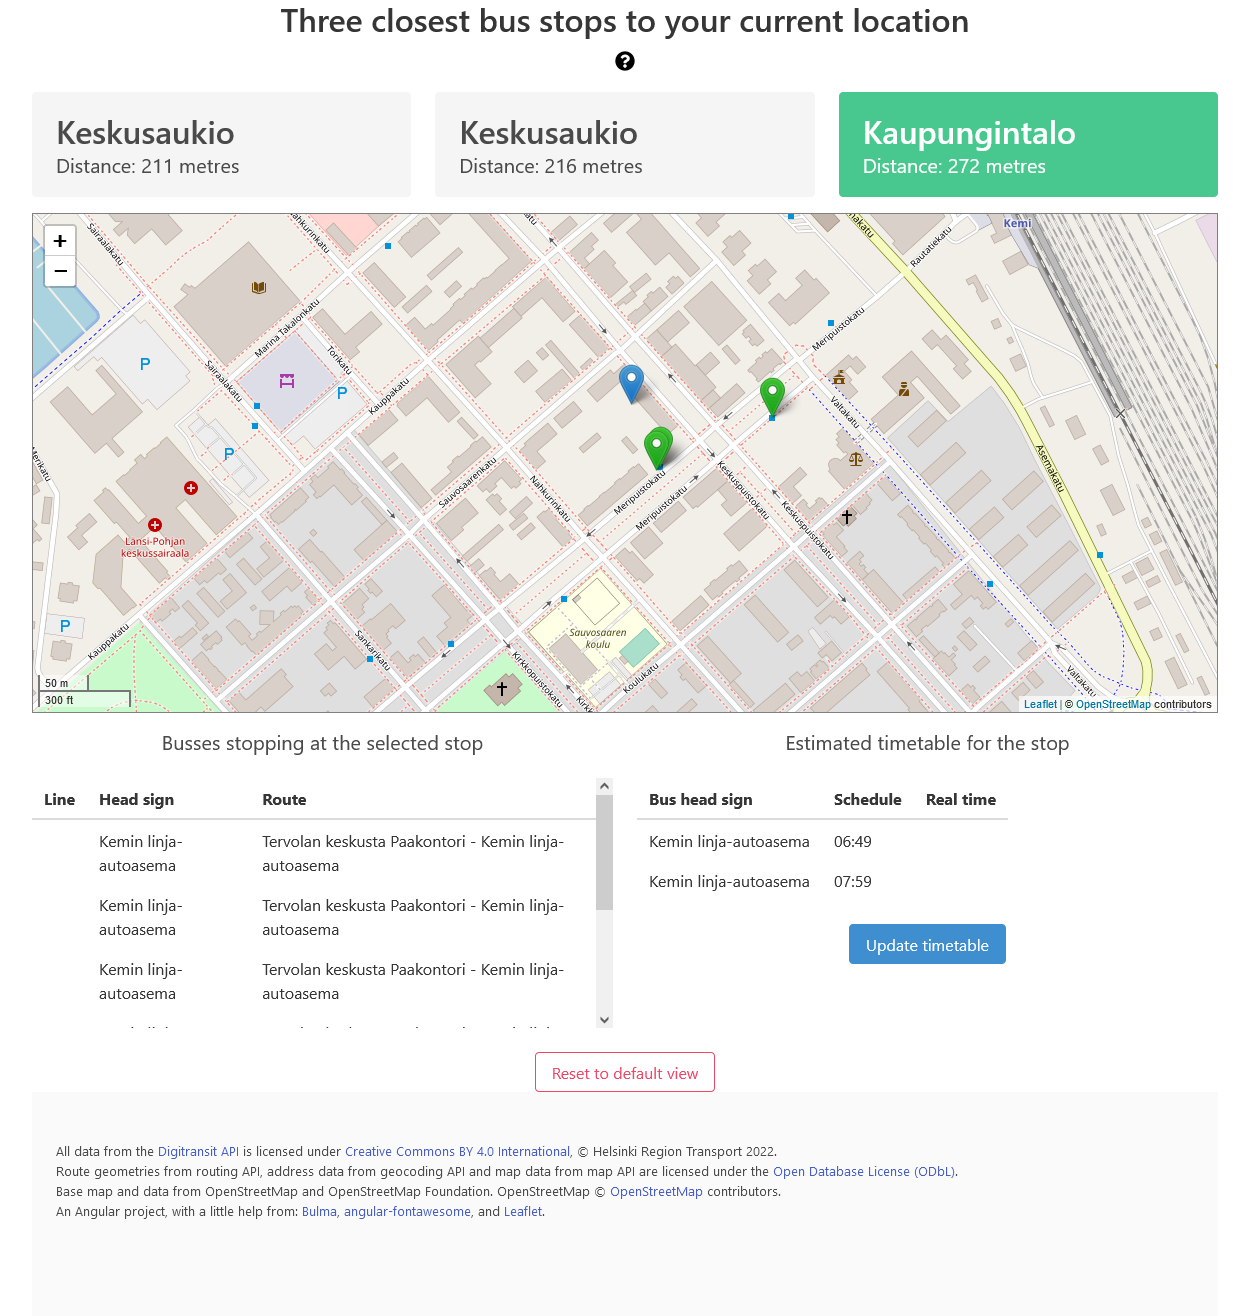 Three closest bus stops to your current location
?
Keskusaukio
Distance: 211 metres
Keskusaukio
Distance: 216 metres
Kaupungintalo
Distance: 272 metres
+
−
Sairaalakatu
Marina Takalonkatu
Torikatu
Sairaalakatu
Kauppakatu
Rautatiekatu
Kemi
Meripuistokatu
Valtakatu
Asemakatu
P
P
P
P
Sauvosaarenkatu
Nahkurinkatu
Meripuistokatu
Meripuistokatu
Keskuspuistokatu
Keskuspuistokatu
Länsi-Pohjan
keskussairaala
Sauvosaaren
koulu
Koulukatu
Kauppakatu
Sankarikatu
Kirkkopuistokatu
Valtakatu
50 m
300 ft
Leaflet | © OpenStreetMap contributors
Busses stopping at the selected stop
Line Head sign Route
Kemin linja-
autoasema
Tervolan keskusta Paakontori - Kemin linja-
autoasema
Kemin linja-
autoasema
Tervolan keskusta Paakontori - Kemin linja-
autoasema
Kemin linja-
autoasema
Tervolan keskusta Paakontori - Kemin linja-
autoasema
Estimated timetable for the stop
Bus head sign Schedule Real time
Kemin linja-autoasema 06:49
Kemin linja-autoasema 07:59
Update timetable
Reset to default view
All data from the Digitransit API is licensed under Creative Commons BY 4.0 International, © Helsinki Region Transport 2022.
Route geometries from routing API, address data from geocoding API and map data from map API are licensed under the Open Database License (ODbL).
Base map and data from OpenStreetMap and OpenStreetMap Foundation. OpenStreetMap © OpenStreetMap contributors.
An Angular project, with a little help from: Bulma, angular-fontawesome, and Leaflet.